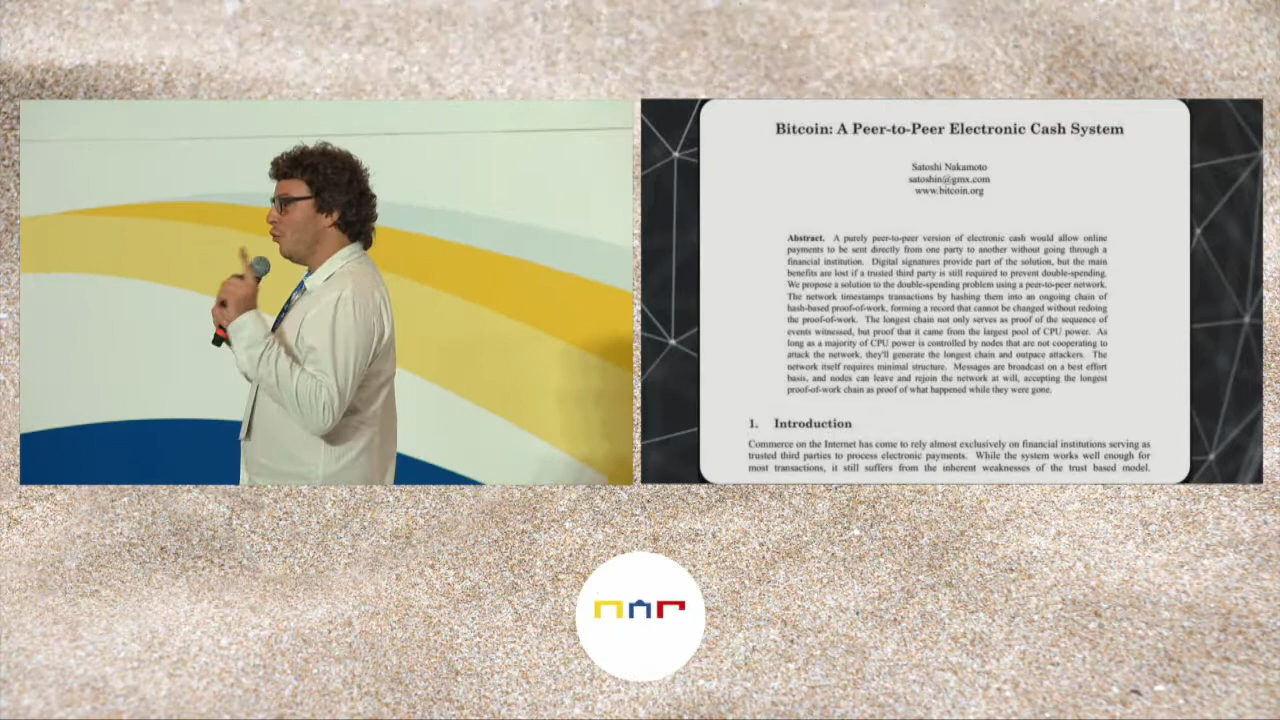 Bitcoin: A Peer-to-Peer Electronic Cash System
Satoshi Nakamoto
satoshin@gmx.com
www.bitcoin.org
Abstract. A purely peer-to-peer version of electronic cash would allow online
payments to be sent directly from one party to another without going through a
financial institution. Digital signatures provide part of the solution, but the main
benefits are lost if a trusted third party is still required to prevent double-spending.
We propose a solution to the double-spending problem using a peer-to-peer network.
The network timestamps transactions by hashing them into an ongoing chain of
hash-based proof-of-work, forming a record that cannot be changed without redoing
the proof-of-work. The longest chain not only serves as proof of the sequence of
events witnessed, but proof that it came from the largest pool of CPU power. As
long as a majority of CPU power is controlled by nodes that are not cooperating to
attack the network, they'll generate the longest chain and outpace attackers. The
network itself requires minimal structure. Messages are broadcast on a best effort
basis, and nodes can leave and rejoin the network at will, accepting the longest
proof-of-work chain as proof of what happened while they were gone.
1. Introduction
Commerce on the Internet has come to rely almost exclusively on financial institutions serving as
trusted third parties to process electronic payments. While the system works well enough for
most transactions, it still suffers from the inherent weaknesses of the trust based model.